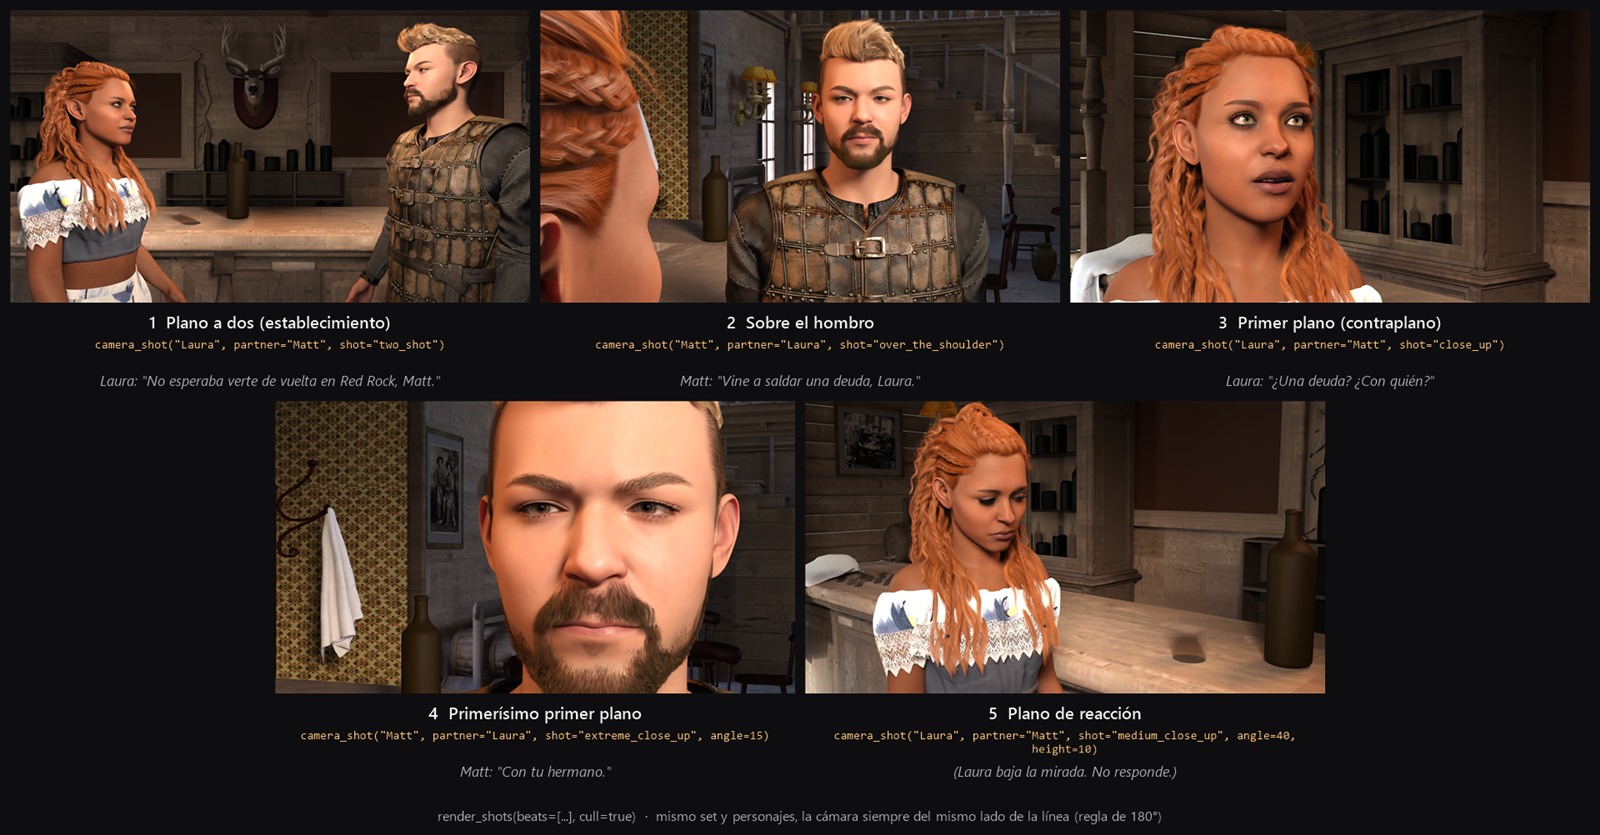 1 Plano a dos (establecimiento)
camera_shot("Laura", partner="Matt", shot="two_shot")
Laura: "No esperaba verte de vuelta en Red Rock, Matt."
2 Sobre el hombro
camera_shot("Matt", partner="Laura", shot="over_the_shoulder")
Matt: "Vine a saldar una deuda, Laura."
3 Primer plano (contraplano)
camera_shot("Laura", partner="Matt", shot="close_up")
Laura: "¿Una deuda? ¿Con quién?"
4 Primerísimo primer plano
camera_shot("Matt", partner="Laura", shot="extreme_close_up", angle=15)
Matt: "Con tu hermano."
5 Plano de reacción
camera_shot("Laura", partner="Matt", shot="medium_close_up", angle=40,
height=10)
(Laura baja la mirada. No responde.)
render_shots(beats=[...], cull=true) · mismo set y personajes, la cámara siempre del mismo lado de la línea (regla de 180°)